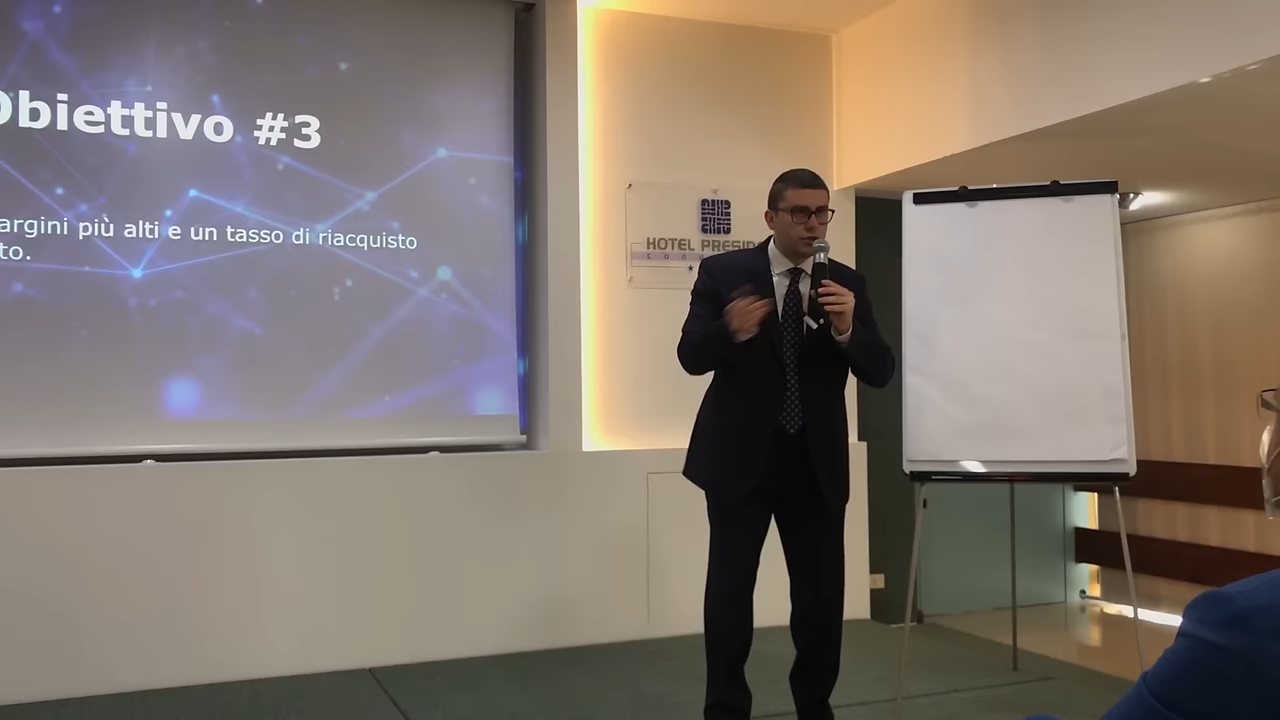 Obiettivo #3
argini più alti e un tasso di riacquisto
to.
HOTEL PRESID